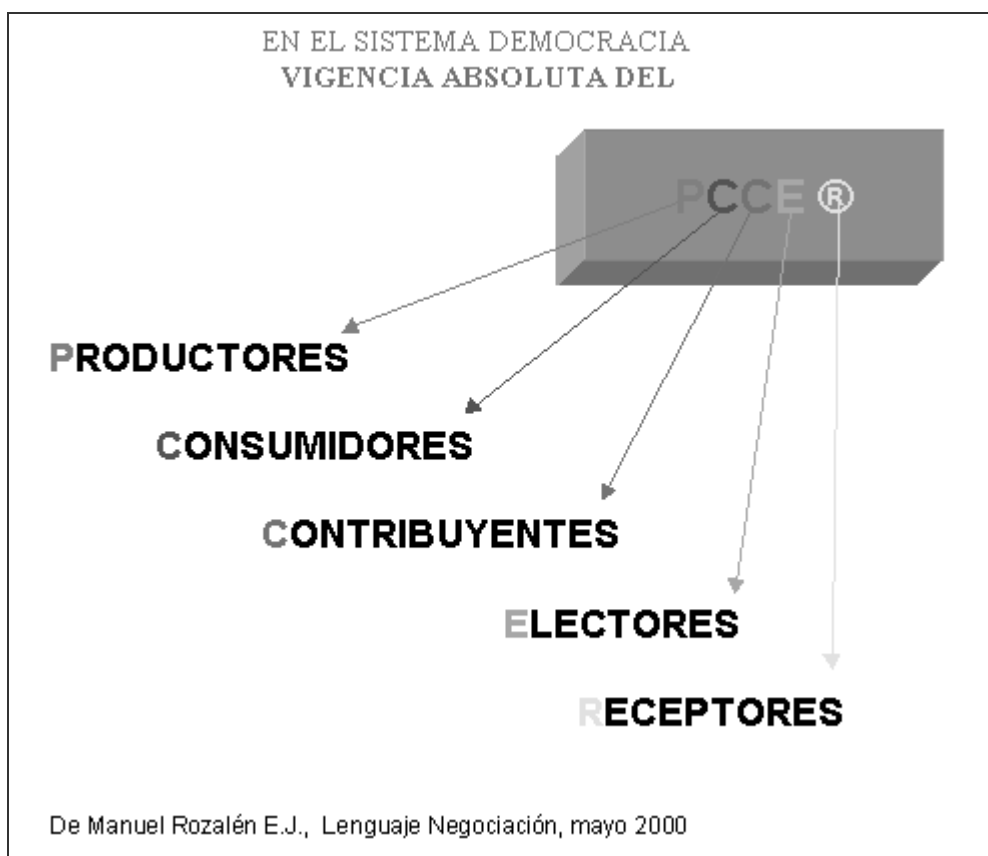 EN EL SISTEMA DEMOCRACIA
VIGENCIA ABSOLUTA DEL
PCCE ®
PRODUCTORES
CONSUMIDORES
CONTRIBUYENTES
ELECTORES
RECEPTORES
De Manuel Rozalén E.J., Lenguaje Negociación, mayo 2000